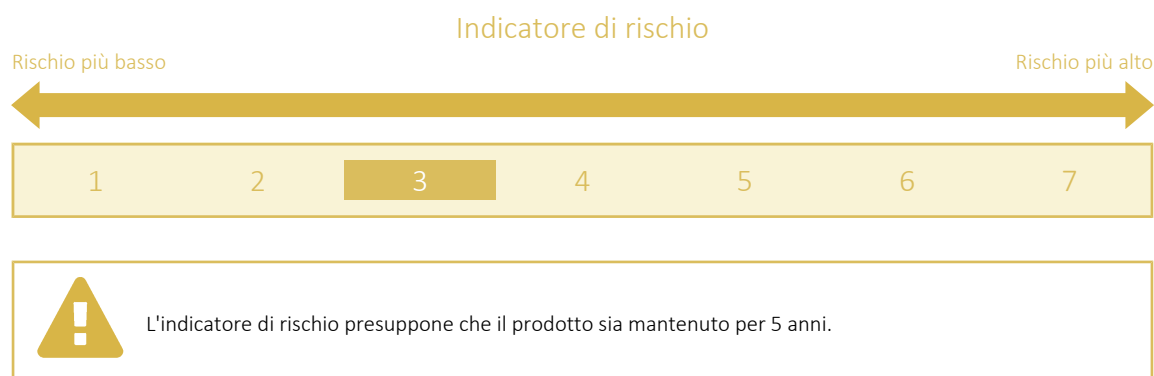 Indicatore di rischio
Rischio più basso Rischio più alto
1 2 3 4 5 6 7
L'indicatore di rischio presuppone che il prodotto sia mantenuto per 5 anni.